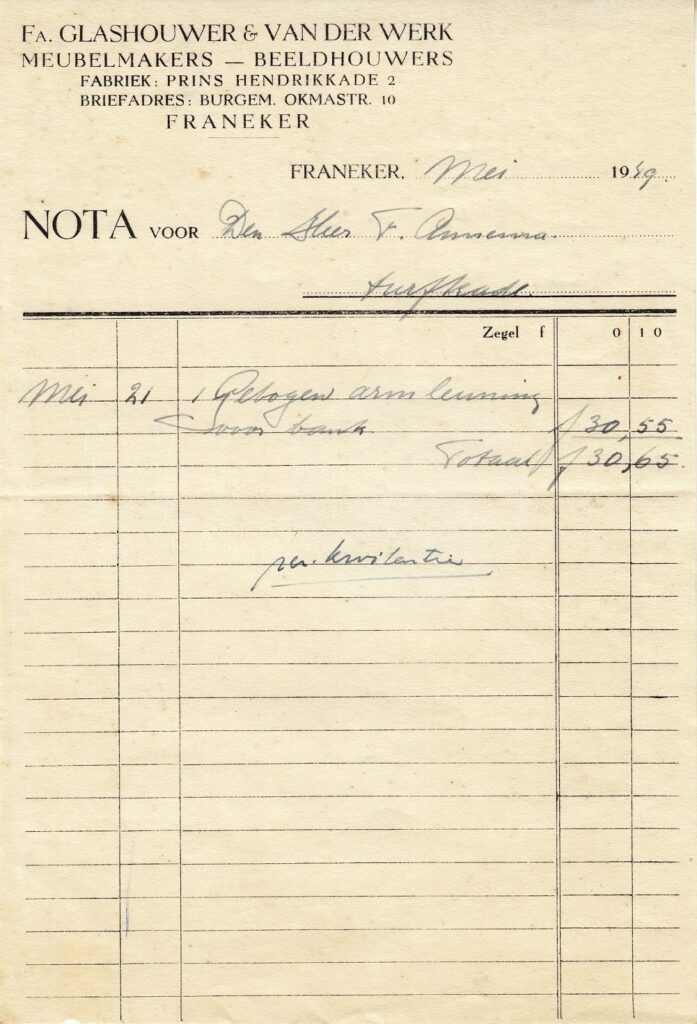 FA. GLASHOUWER & VAN DER WERK
MEUBELMAKERS — BEELDHOUWERS
FABRIEK: PRINS HENDRIKKADE 2
BRIEFADRES: BURGEM. OKMASTR. 10
FRANEKER
FRANEKER, Mei 1949.
NOTA VOOR Den Heer F.
turfkade.
Zegel f 0 10
Mei 21 1 Gebogen armleuning
voor bank f 30,55
Totaal f 30,65
per kwitantie